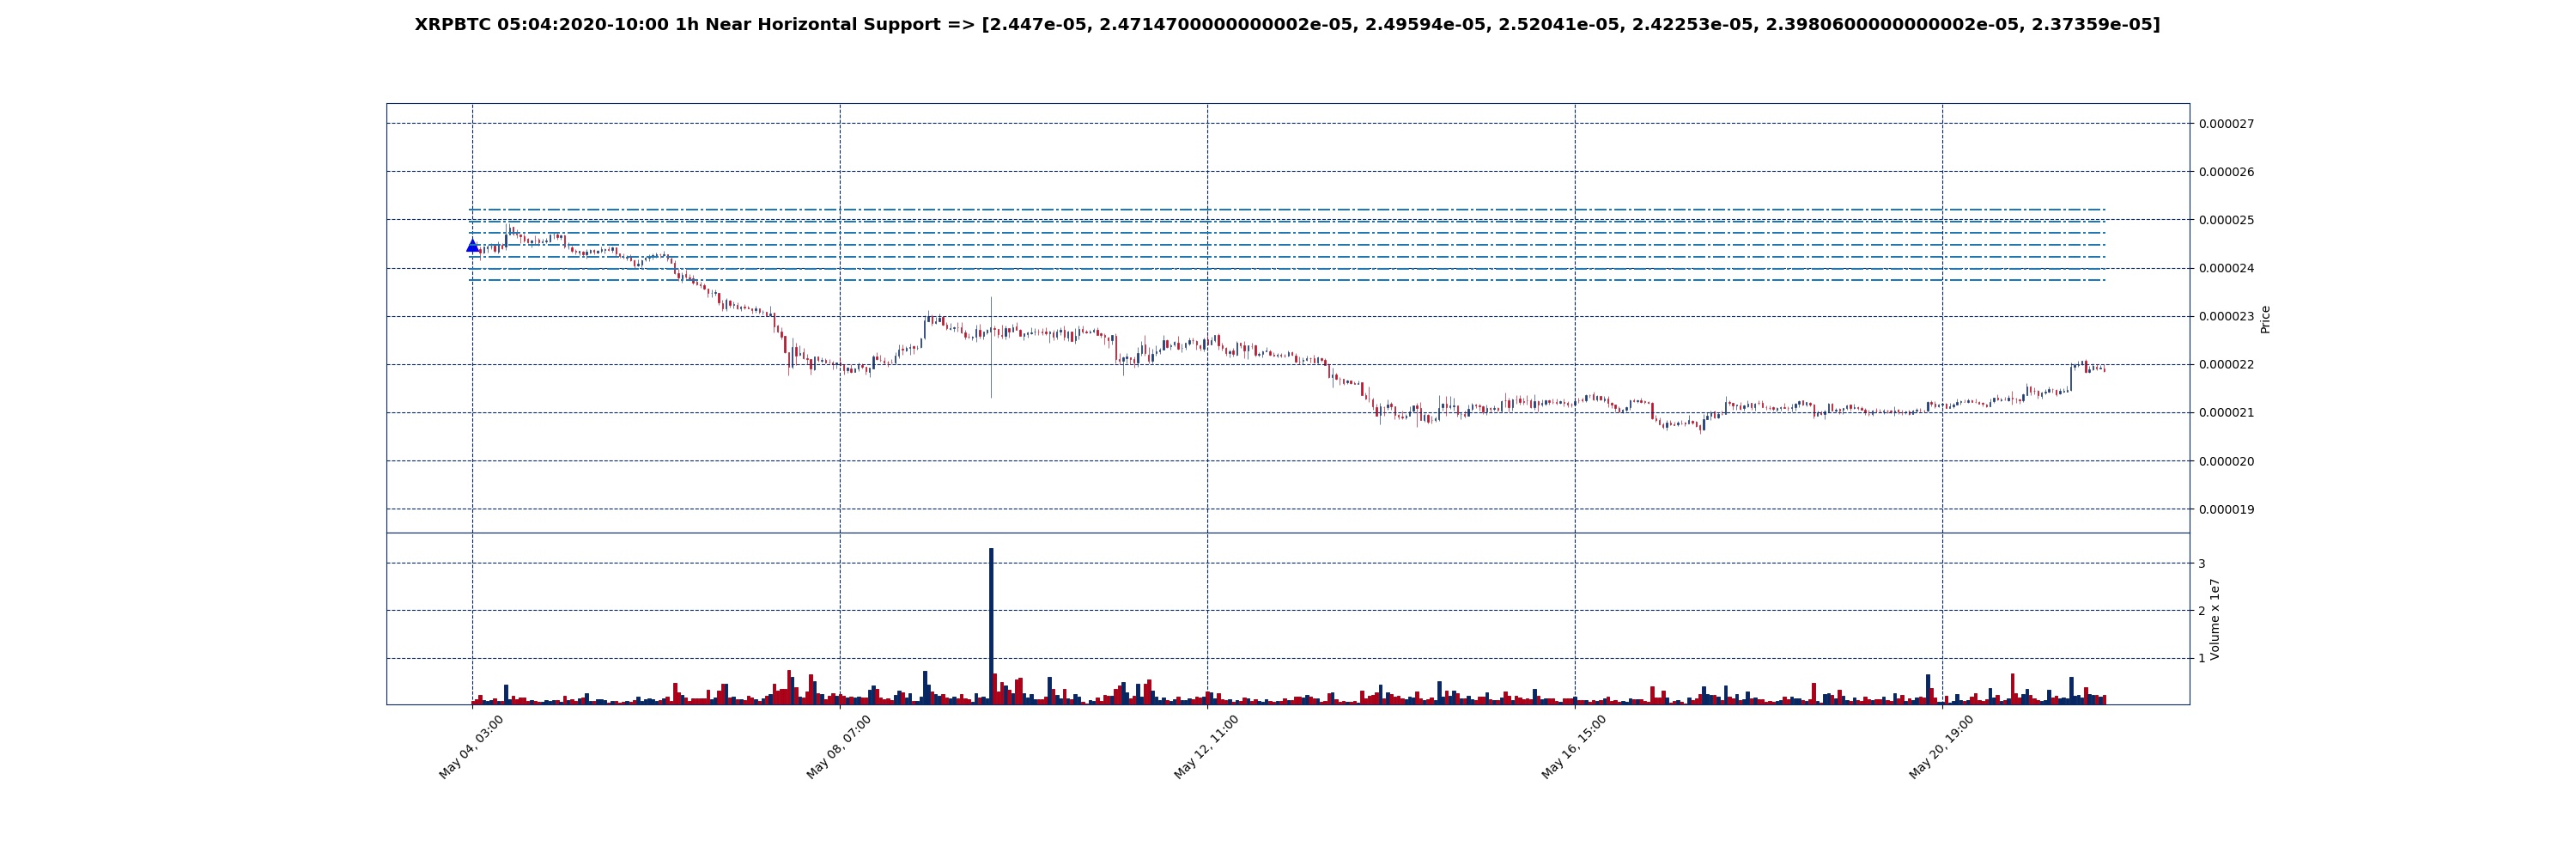 XRPBTC 05:04:2020-10:00 1h Near Horizontal Support => [2.447e-05, 2.4714700000000002e-05, 2.49594e-05, 2.52041e-05, 2.42253e-05, 2.3980600000000002e-05, 2.37359e-05]
0.000027
0.000026
0.000025
0.000024
0.000023
0.000022
0.000021
0.000020
0.000019
Price
3
2
1
Volume x 1e7
May 04, 03:00
May 08, 07:00
May 12, 11:00
May 16, 15:00
May 20, 19:00